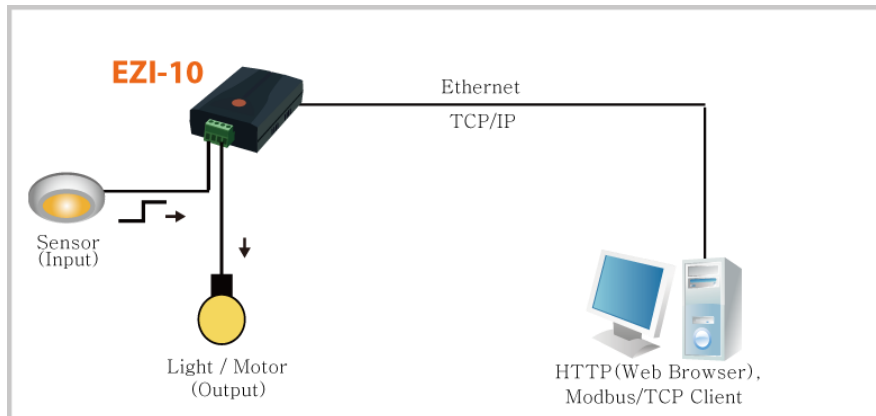 EZI-10
Ethernet
TCP/IP
Sensor
(Input)
Light / Motor
(Output)
HTTP(Web Browser),
Modbus/TCP Client